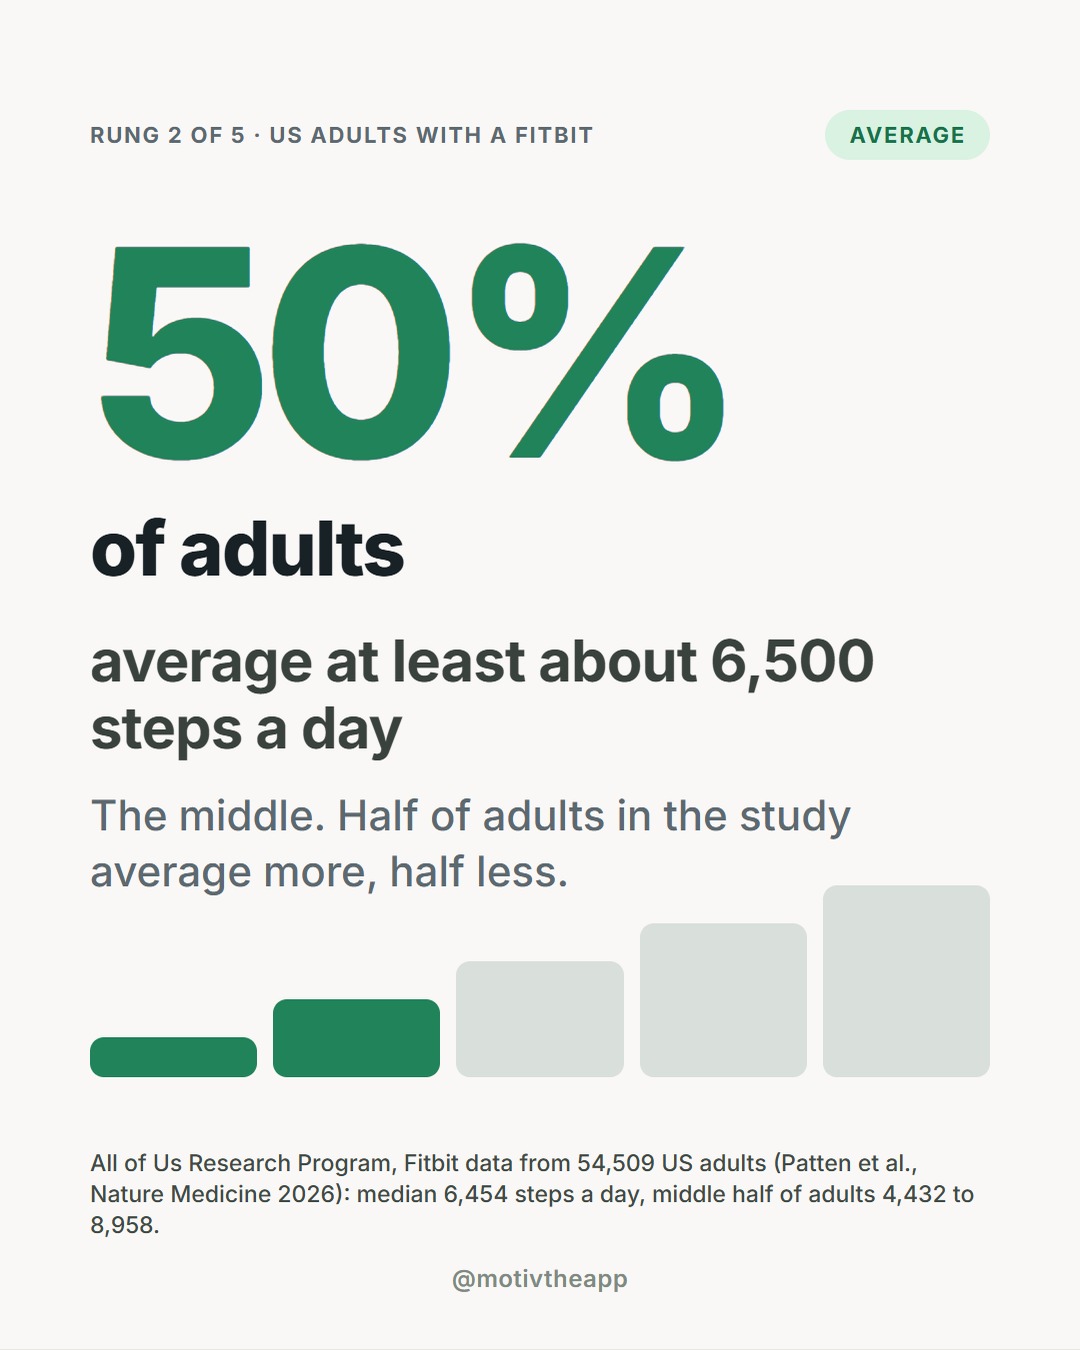 RUNG 2 OF 5 · US ADULTS WITH A FITBIT
AVERAGE
50%
of adults
average at least about 6,500
steps a day
The middle. Half of adults in the study
average more, half less.
All of Us Research Program, Fitbit data from 54,509 US adults (Patten et al.,
Nature Medicine 2026): median 6,454 steps a day, middle half of adults 4,432 to
8,958.
@motivtheapp